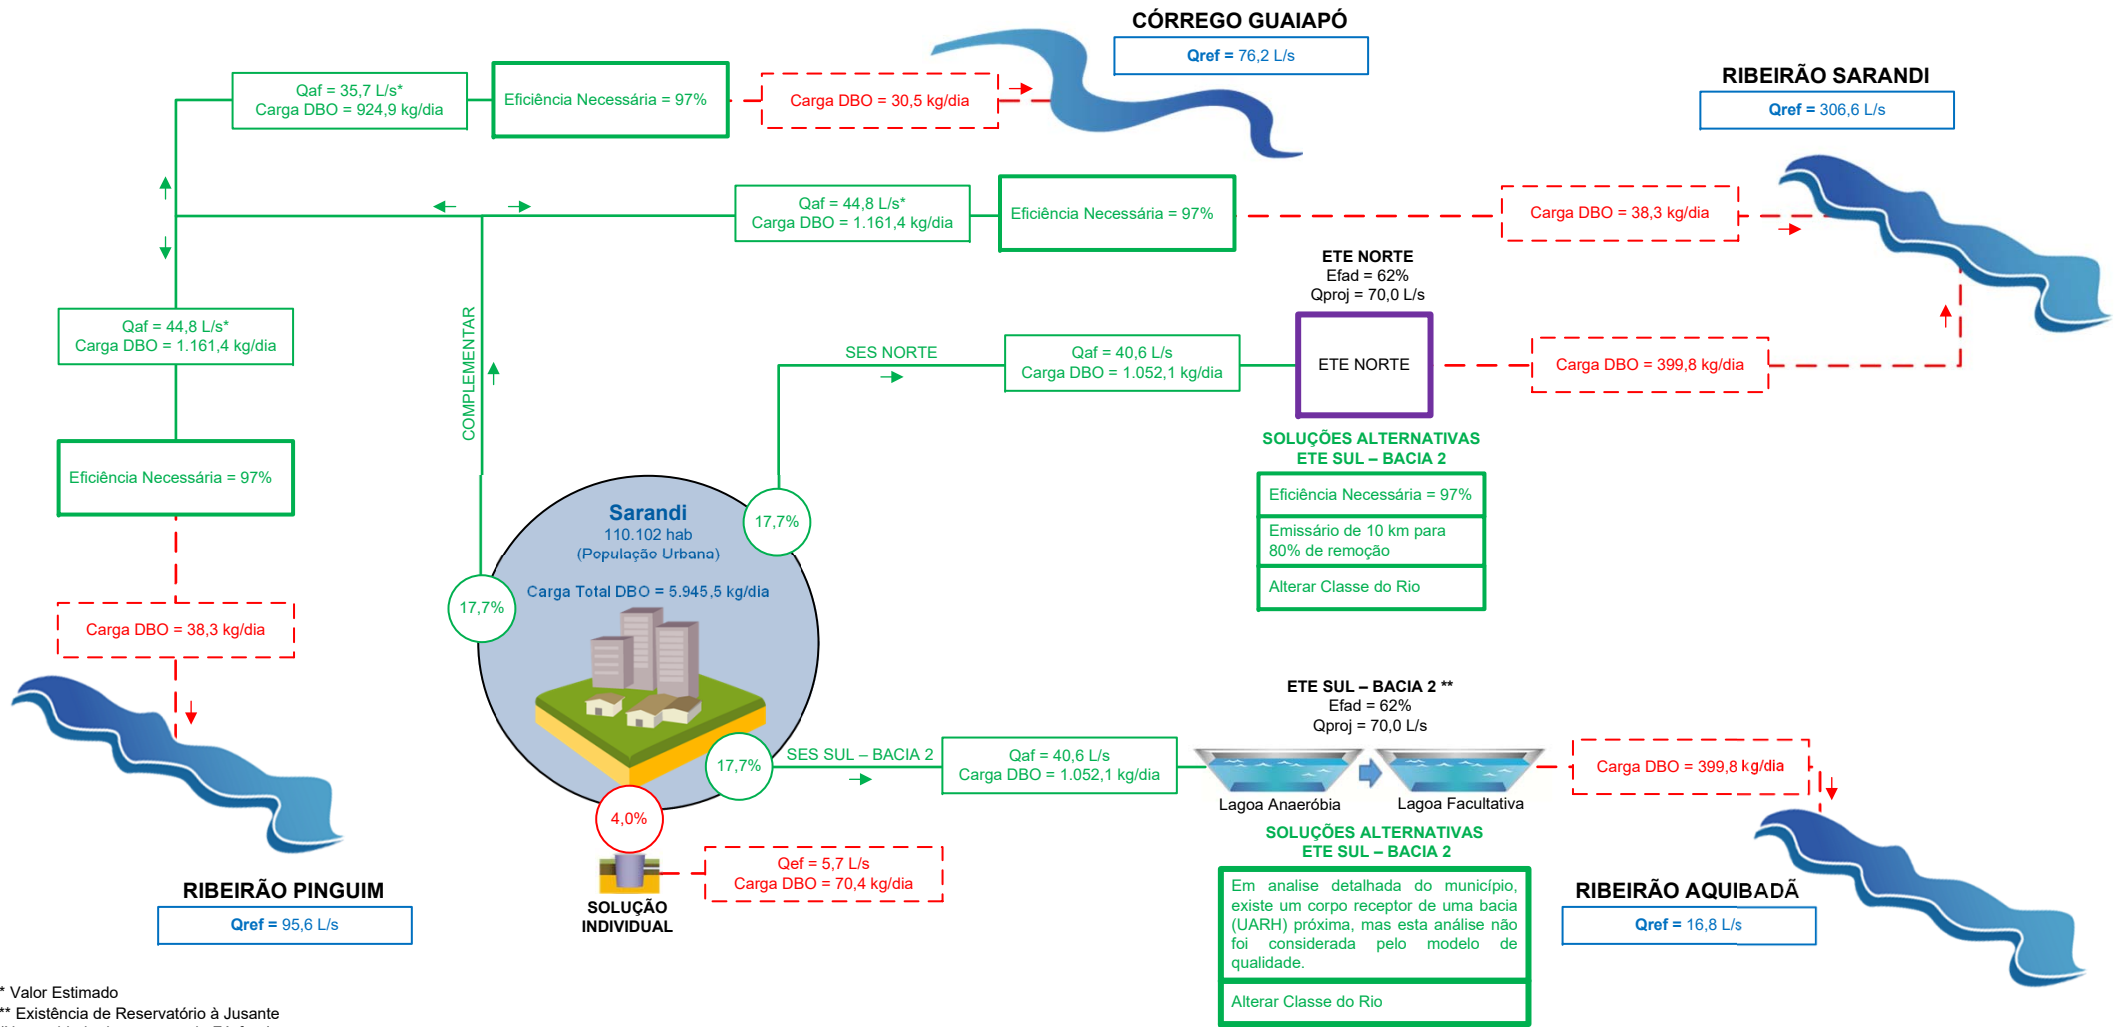 CÓRREGO GUAIAPÓ
Qref = 76,2 L/s
RIBEIRÃO SARANDI
Qref = 306,6 L/s
Qaf = 35,7 L/s*
Carga DBO = 924,9 kg/dia
Eficiência Necessária = 97%
Carga DBO = 30,5 kg/dia
Qaf = 44,8 L/s*
Carga DBO = 1.161,4 kg/dia
Eficiência Necessária = 97%
Carga DBO = 38,3 kg/dia
Qaf = 44,8 L/s*
Carga DBO = 1.161,4 kg/dia
Eficiência Necessária = 97%
Carga DBO = 38,3 kg/dia
RIBEIRÃO PINGUIM
Qref = 95,6 L/s
COMPLEMENTAR
ETE NORTE
Efad = 62%
Qproj = 70,0 L/s
SES NORTE
Qaf = 40,6 L/s
Carga DBO = 1.052,1 kg/dia
ETE NORTE
Carga DBO = 399,8 kg/dia
SOLUÇÕES ALTERNATIVAS
ETE SUL – BACIA 2
Eficiência Necessária = 97%
Emissário de 10 km para
80% de remoção
Alterar Classe do Rio
Sarandi
110.102 hab
(População Urbana)
Carga Total DBO = 5.945,5 kg/dia
17,7%
17,7%
17,7%
4,0%
SES SUL – BACIA 2
Qaf = 40,6 L/s
Carga DBO = 1.052,1 kg/dia
ETE SUL – BACIA 2 **
Efad = 62%
Qproj = 70,0 L/s
Lagoa Anaeróbia
Lagoa Facultativa
Carga DBO = 399,8 kg/dia
SOLUÇÕES ALTERNATIVAS
ETE SUL – BACIA 2
Em analise detalhada do município,
existe um corpo receptor de uma bacia
(UARH) próxima, mas esta análise não
foi considerada pelo modelo de
qualidade.
Alterar Classe do Rio
RIBEIRÃO AQUIBADÃ
Qref = 16,8 L/s
Qef = 5,7 L/s
Carga DBO = 70,4 kg/dia
SOLUÇÃO
INDIVIDUAL
* Valor Estimado
** Existência de Reservatório à Jusante